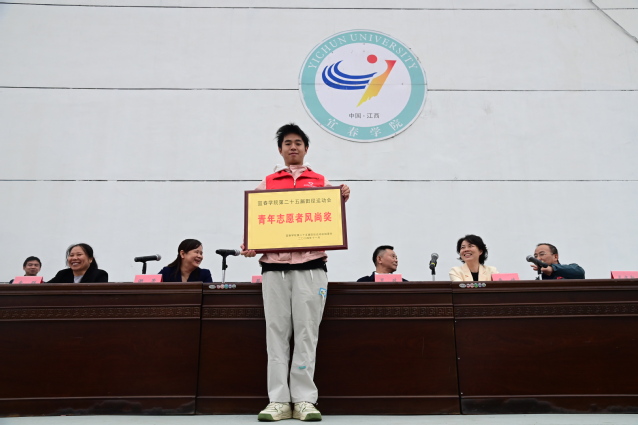 YICHUN UNIVERSITY
中国·江西
宜春学院
宜春学院第二十五届田径运动会
青年志愿者风尚奖